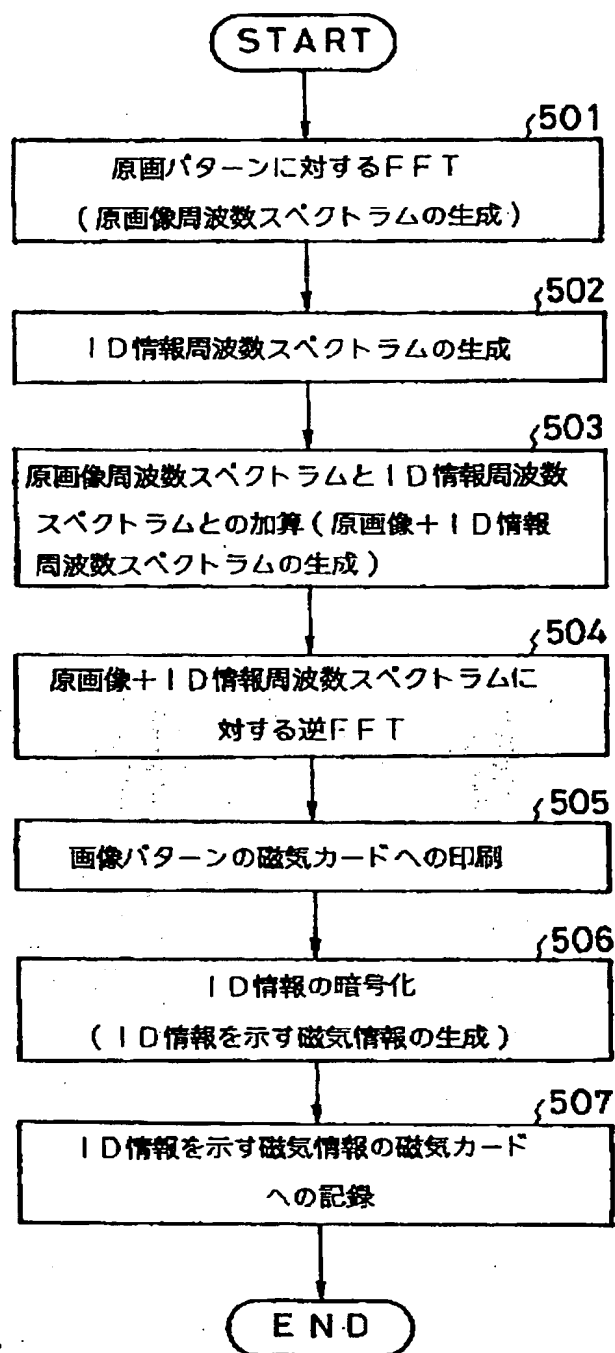 START
501
原画パターンに対するFFT
(原画像周波数スペクトラムの生成)
502
ID情報周波数スペクトラムの生成
503
原画像周波数スペクトラムとID情報周波数
スペクトラムとの加算(原画像+ID情報
周波数スペクトラムの生成)
504
原画像+ID情報周波数スペクトラムに
対する逆FFT
505
画像パターンの磁気カードへの印刷
506
ID情報の暗号化
(ID情報を示す磁気情報の生成)
507
ID情報を示す磁気情報の磁気カード
への記録
END